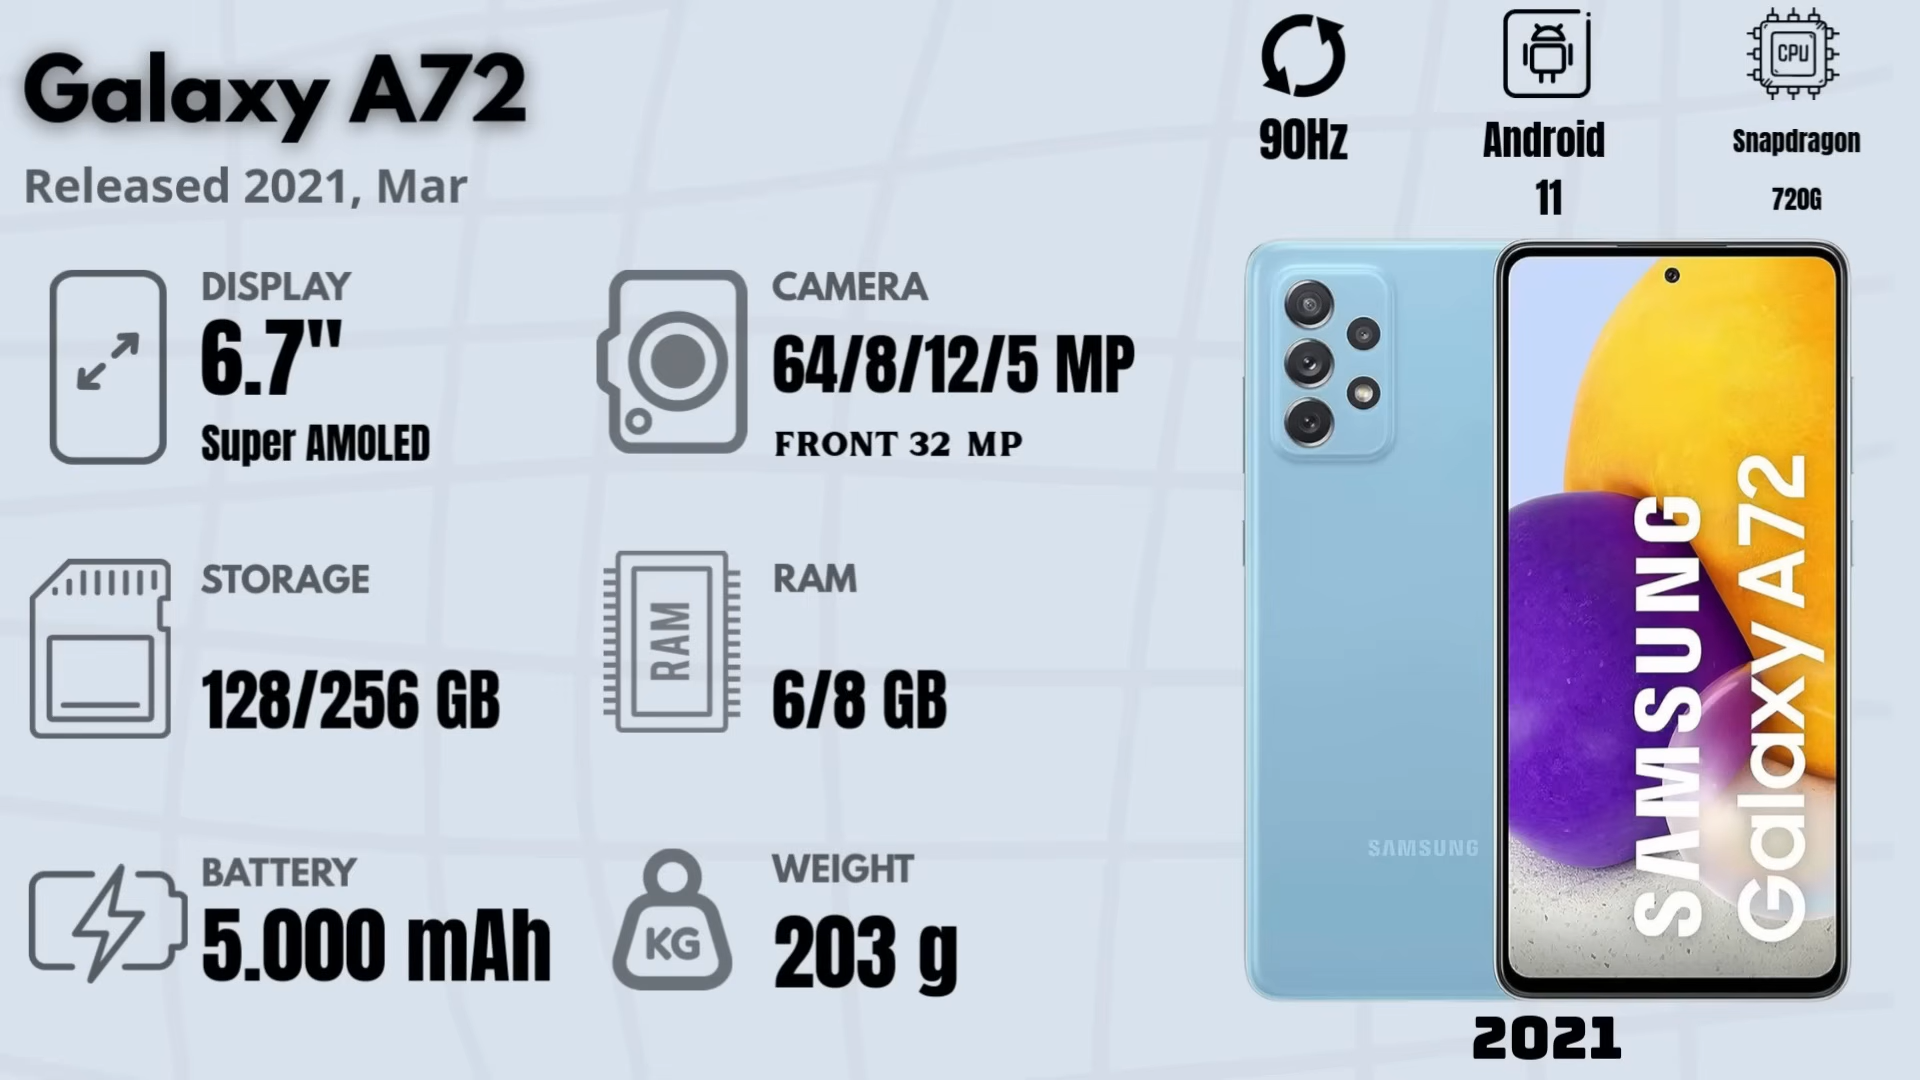 Galaxy A72
Released 2021, Mar
90Hz
Android
11
CPU
Snapdragon
720G
DISPLAY
6.7"
Super AMOLED
CAMERA
64/8/12/5 MP
FRONT 32 MP
STORAGE
128/256 GB
RAM
RAM
6/8 GB
BATTERY
5.000 mAh
KG
WEIGHT
203 g
SAMSUNG
SAMSUNG
Galaxy A72
2021